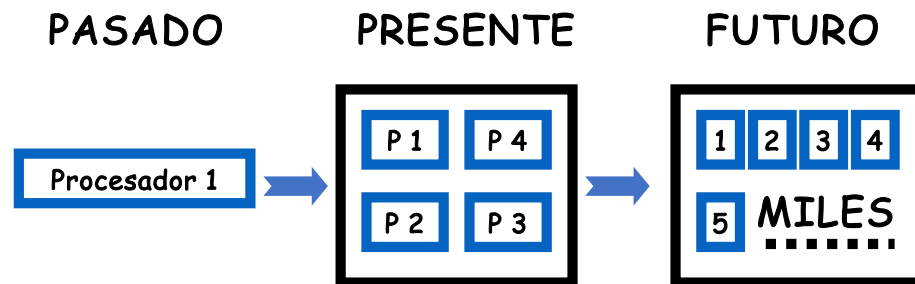 PASADO
PRESENTE
FUTURO
Procesador 1
P 1
P 4
P 2
P 3
1
2
3
4
5
MILES